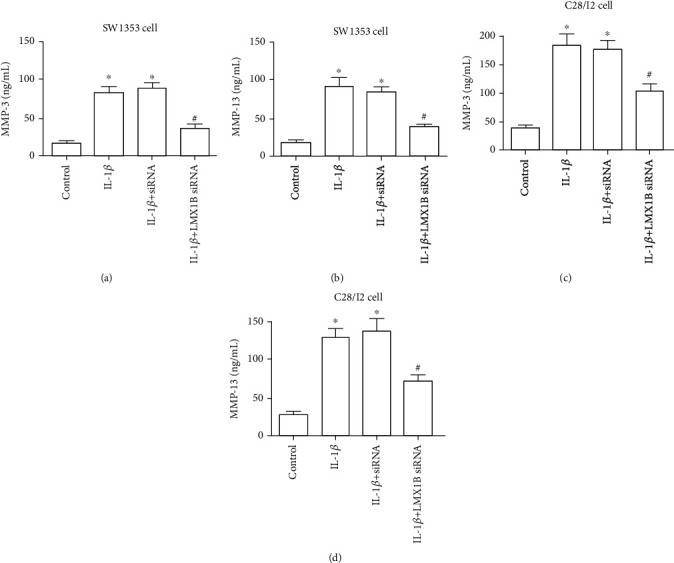 SW1353 cell
MMP-3 (ng/mL)
150
100
50
0
*
*
#
Control
IL-1β
IL-1β+siRNA
IL-1β+LMX1B siRNA
(a)
SW1353 cell
MMP-13 (ng/mL)
150
100
50
0
*
*
#
Control
IL-1β
IL-1β+siRNA
IL-1β+LMX1B siRNA
(b)
C28/I2 cell
MMP-3 (ng/mL)
200
150
100
50
0
*
*
#
Control
IL-1β
IL-1β+siRNA
IL-1β+LMX1B siRNA
(c)
C28/I2 cell
MMP-13 (ng/mL)
150
100
50
0
*
*
#
Control
IL-1β
IL-1β+siRNA
IL-1β+LMX1B siRNA
(d)